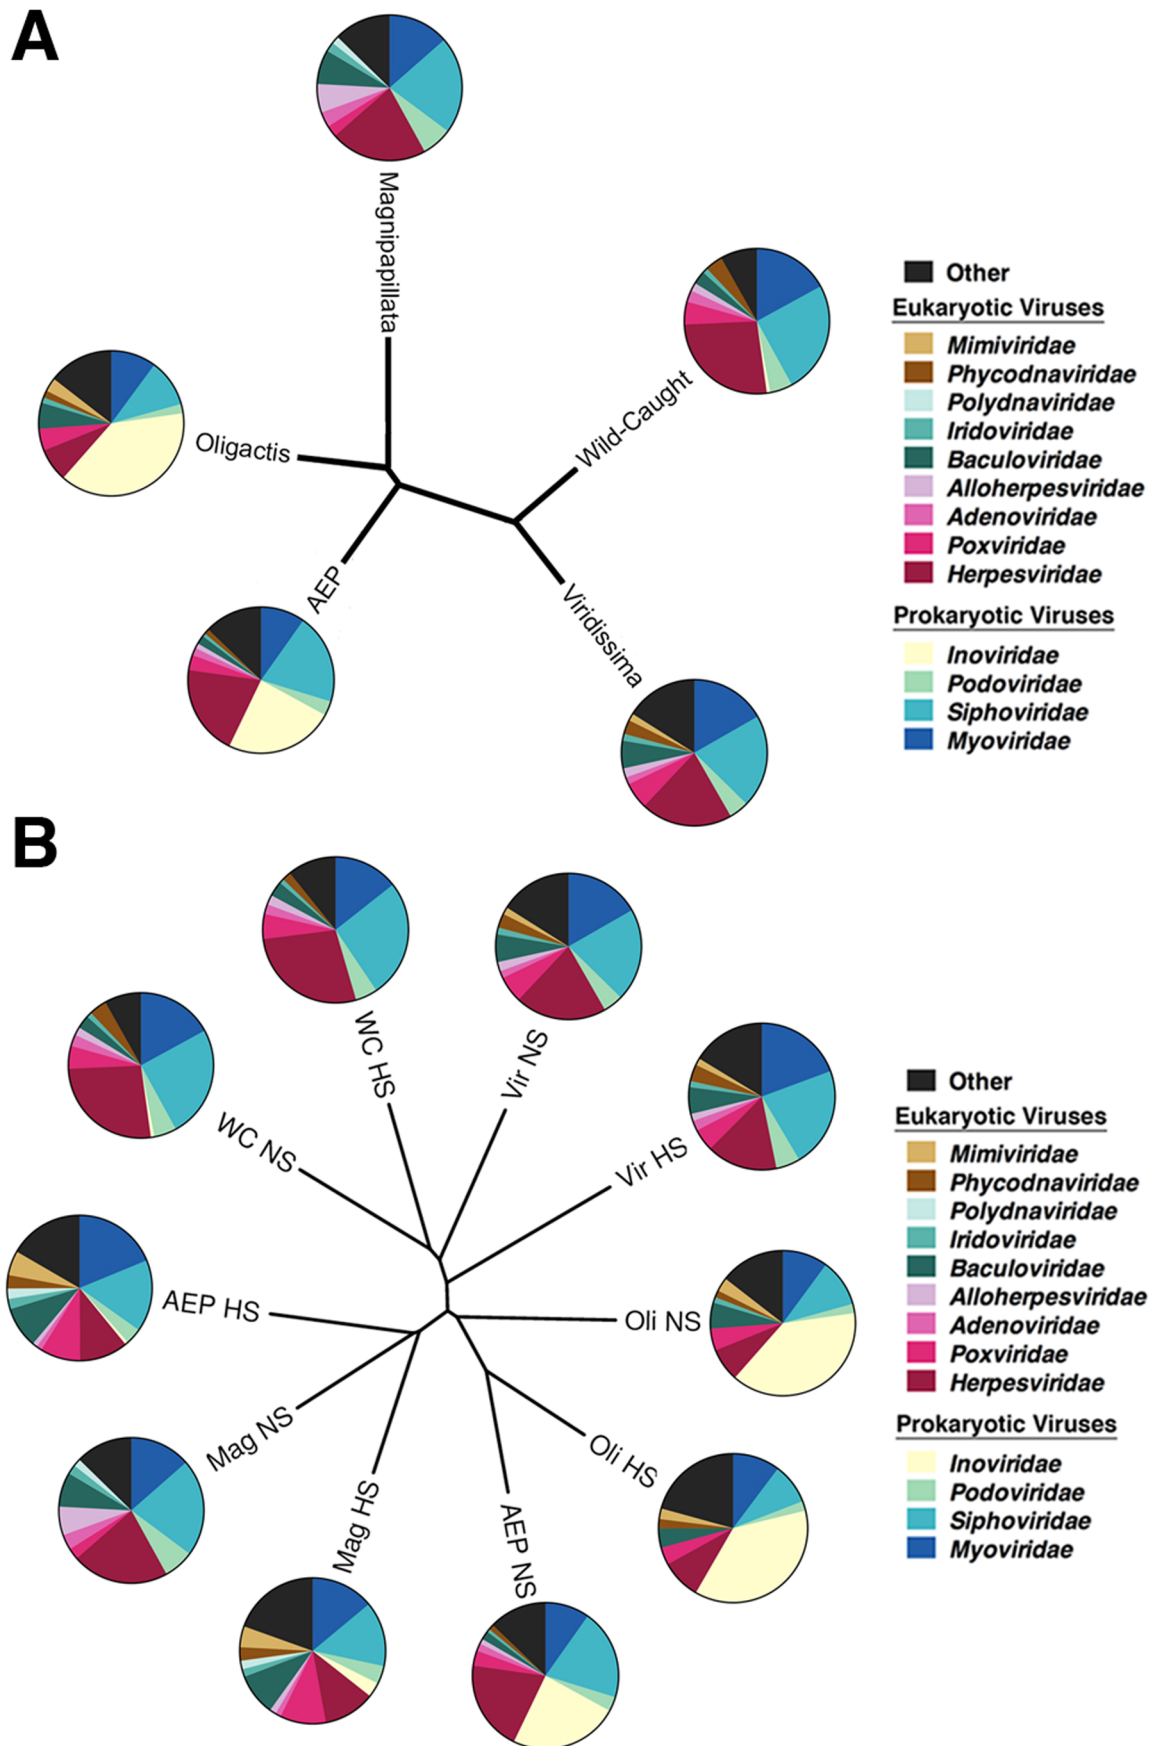 A
Magnipapillata
Wild-Caught
Oligactis
AEP
Viridissima
Other
Eukaryotic Viruses
Mimiviridae
Phycodnaviridae
Polydnaviridae
Iridoviridae
Baculoviridae
Alloherpesviridae
Adenoviridae
Poxviridae
Herpesviridae
Prokaryotic Viruses
Inoviridae
Podoviridae
Siphoviridae
Myoviridae
B
WC HS
Vir NS
WC NS
Vir HS
AEP HS
Oli NS
Mag NS
Oli HS
Mag HS
AEP NS
Other
Eukaryotic Viruses
Mimiviridae
Phycodnaviridae
Polydnaviridae
Iridoviridae
Baculoviridae
Alloherpesviridae
Adenoviridae
Poxviridae
Herpesviridae
Prokaryotic Viruses
Inoviridae
Podoviridae
Siphoviridae
Myoviridae